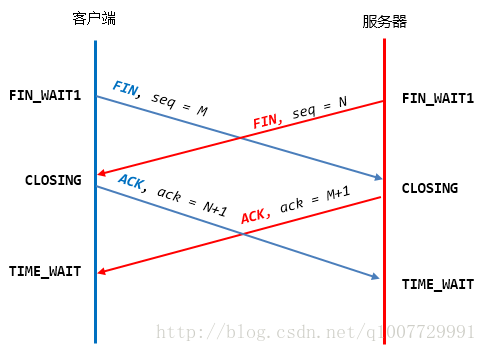 客户端
服务器
FIN_WAIT1
FIN, seq = M
FIN, seq = N
FIN_WAIT1
CLOSING
ACK, ack = N+1
ACK, ack = M+1
CLOSING
TIME_WAIT
TIME_WAIT
http://blog.csdn.net/q1007729991